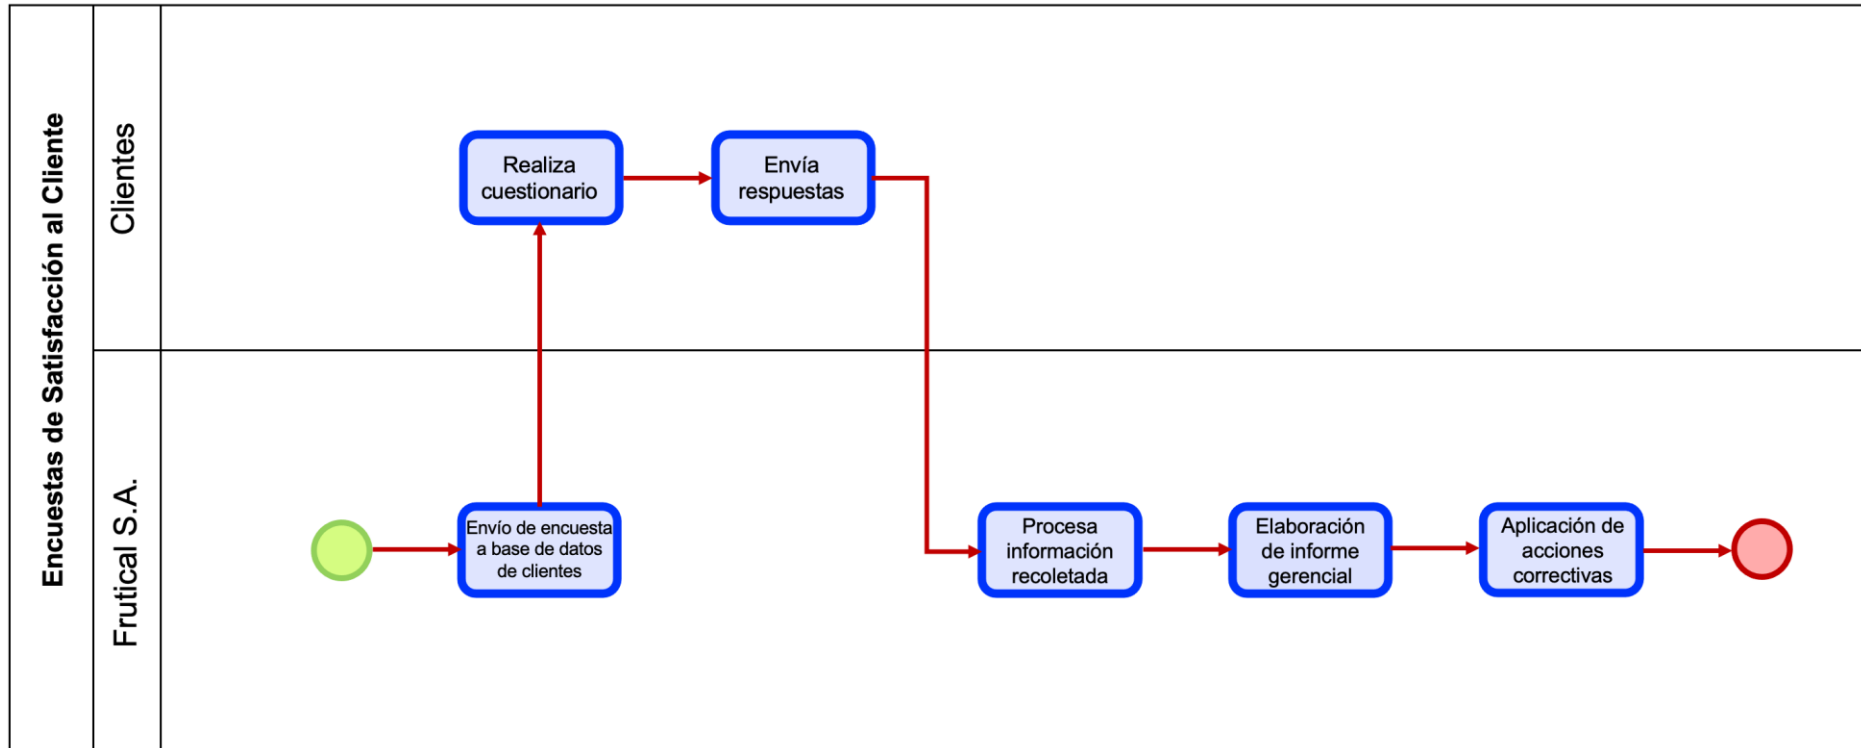 Encuestas de Satisfacción al Cliente
Clientes
Realiza
cuestionario
Envía
respuestas
Frutical S.A.
Envío de encuesta
a base de datos
de clientes
Procesa
información
recoletada
Elaboración
de informe
gerencial
Aplicación de
acciones
correctivas